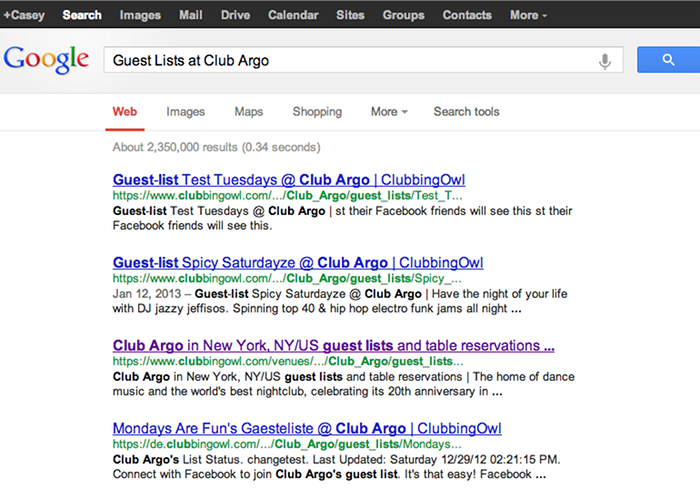 +Casey Search Images Mail Drive Calendar Sites Groups Contacts More
Google
Guest Lists at Club Argo
Web Images Maps Shopping More Search tools
About 2,350,000 results (0.34 seconds)
Guest-list Test Tuesdays @ Club Argo | ClubbingOwl
https://www.clubbingowl.com/.../Club_Argo/guest_lists/Test_T...
Guest-list Test Tuesdays @ Club Argo | st their Facebook friends will see this st their
Facebook friends will see this.
Guest-list Spicy Saturdayze @ Club Argo | ClubbingOwl
https://www.clubbingowl.com/.../Club_Argo/guest_lists/Spicy_...
Jan 12, 2013 – Guest-list Spicy Saturdayze @ Club Argo | Have the night of your life
with DJ jazzy jeffisos. Spinning top 40 & hip hop electro funk jams all night ...
Club Argo in New York, NY/US guest lists and table reservations ...
https://www.clubbingowl.com/venues/.../Club_Argo/guest_lists...
Club Argo in New York, NY/US guest lists and table reservations | The home of dance
music and the world's best nightclub, celebrating its 20th anniversary in ...
Mondays Are Fun's Gaesteliste @ Club Argo | ClubbingOwl
https://de.clubbingowl.com/.../Club_Argo/guest_lists/Mondays...
Club Argo's List Status. changetest. Last Updated: Saturday 12/29/12 02:21:15 PM.
Connect with Facebook to join Club Argo's guest list. It's that easy! Facebook ...